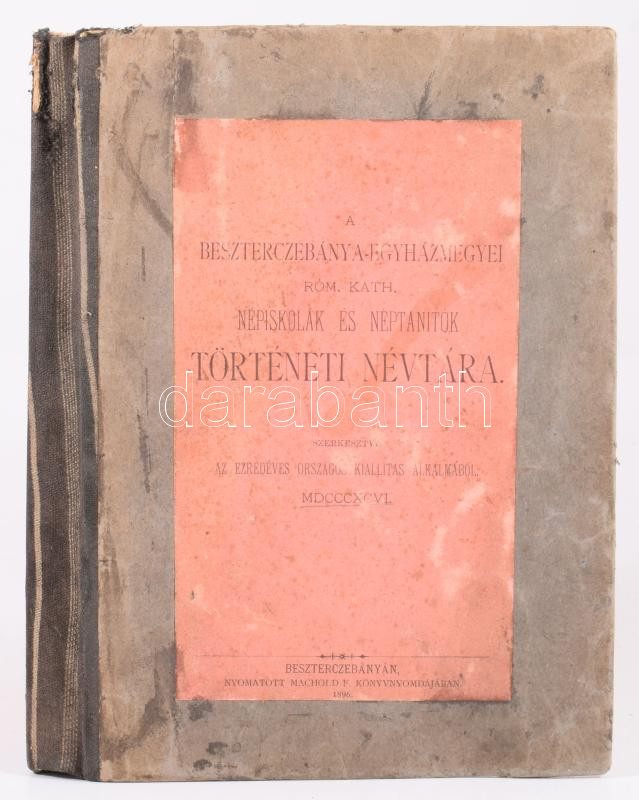 A
BESZTERCZEBÁNYA-EGYHÁZMEGYEI
RÓM. KATH.
NÉPISKOLÁK ÉS NÉPTANITÓK
TÖRTÉNETI NÉVTÁRA.
darabanth
SZERKESZTVE
AZ EZREDÉVES ORSZÁGOS KIÁLLITÁS ALKALMÁBÓL.
MDCCCXCVI.
BESZTERCZEBÁNYÁN,
NYOMATOTT MACHOLD F. KÖNYVNYOMDÁJÁBAN.
1896.